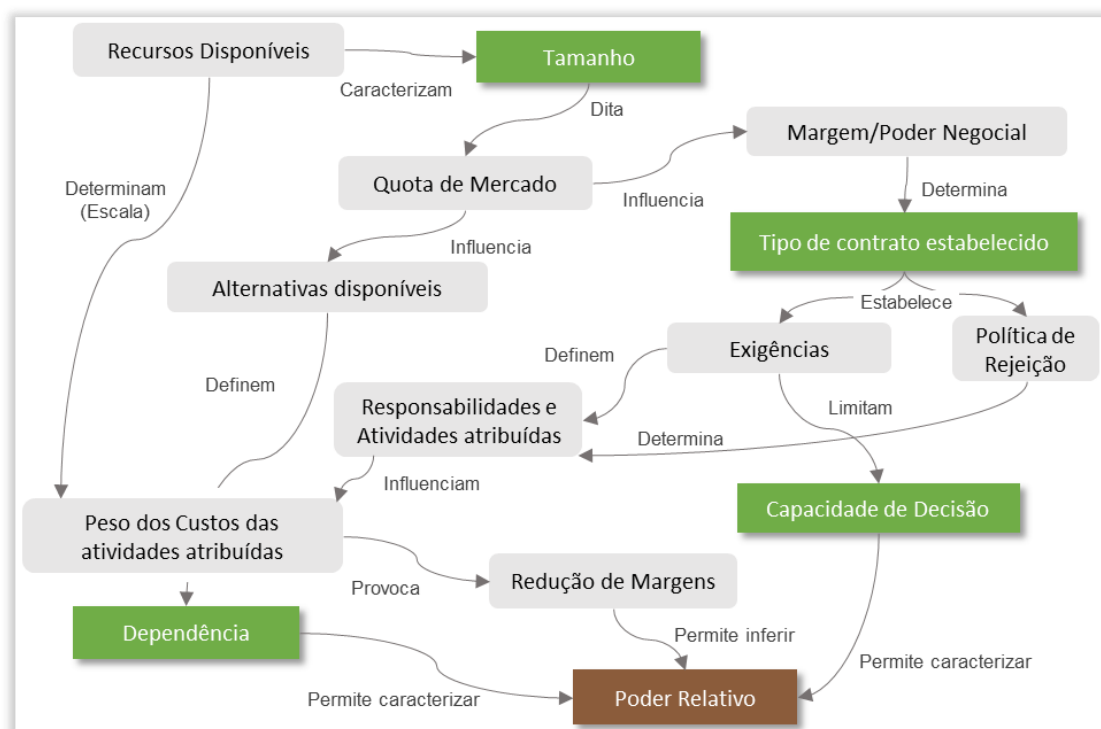 Recursos Disponíveis
Tamanho
Caracterizam
Dita
Margem/Poder Negocial
Quota de Mercado
Determinam
(Escala)
Influencia
Determina
Influencia
Tipo de contrato estabelecido
Alternativas disponíveis
Estabelece
Exigências
Política de
Rejeição
Definem
Definem
Responsabilidades e
Atividades atribuídas
Limitam
Determina
Influenciam
Peso dos Custos das
atividades atribuídas
Capacidade de Decisão
Provoca
Redução de Margens
Dependência
Permite inferir
Permite caracterizar
Permite caracterizar
Poder Relativo